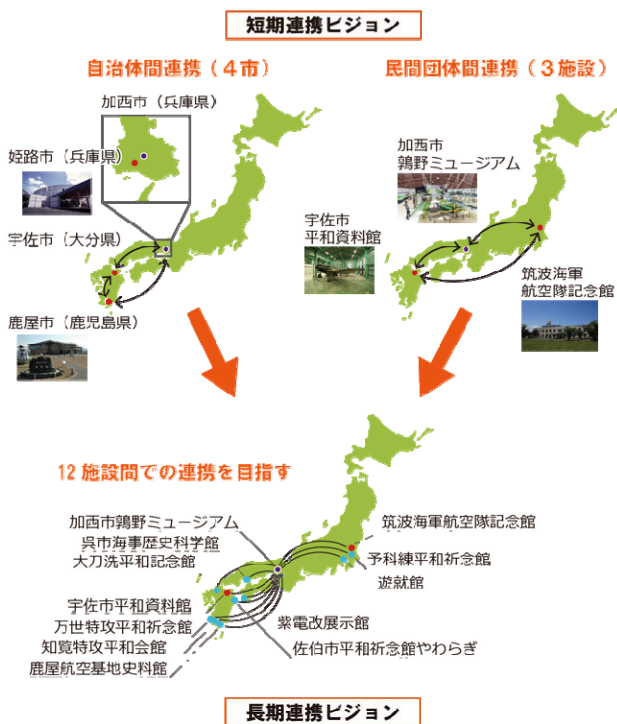 短期連携ビジョン
自治体間連携（４市）
民間団体間連携（３施設）
加西市（兵庫県）
姫路市（兵庫県）
宇佐市（大分県）
鹿屋市（鹿児島県）
加西市
鶉野ミュージアム
宇佐市
平和資料館
筑波海軍
航空隊記念館
12 施設間での連携を目指す
加西市鶉野ミュージアム
呉市海事歴史科学館
大刀洗平和記念館
宇佐市平和資料館
万世特攻平和祈念館
知覧特攻平和会館
鹿屋航空基地史料館
筑波海軍航空隊記念館
予科練平和祈念館
遊就館
紫電改展示館
佐伯市平和祈念館やわらぎ
長期連携ビジョン